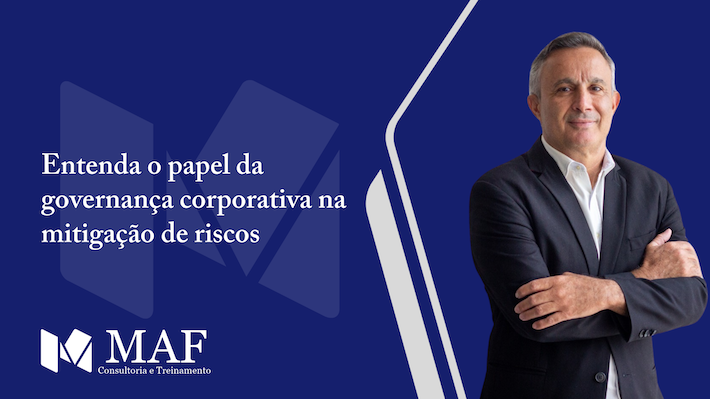 Entenda o papel da
governança corporativa na
mitigação de riscos
MAF
Consultoria e Treinamento